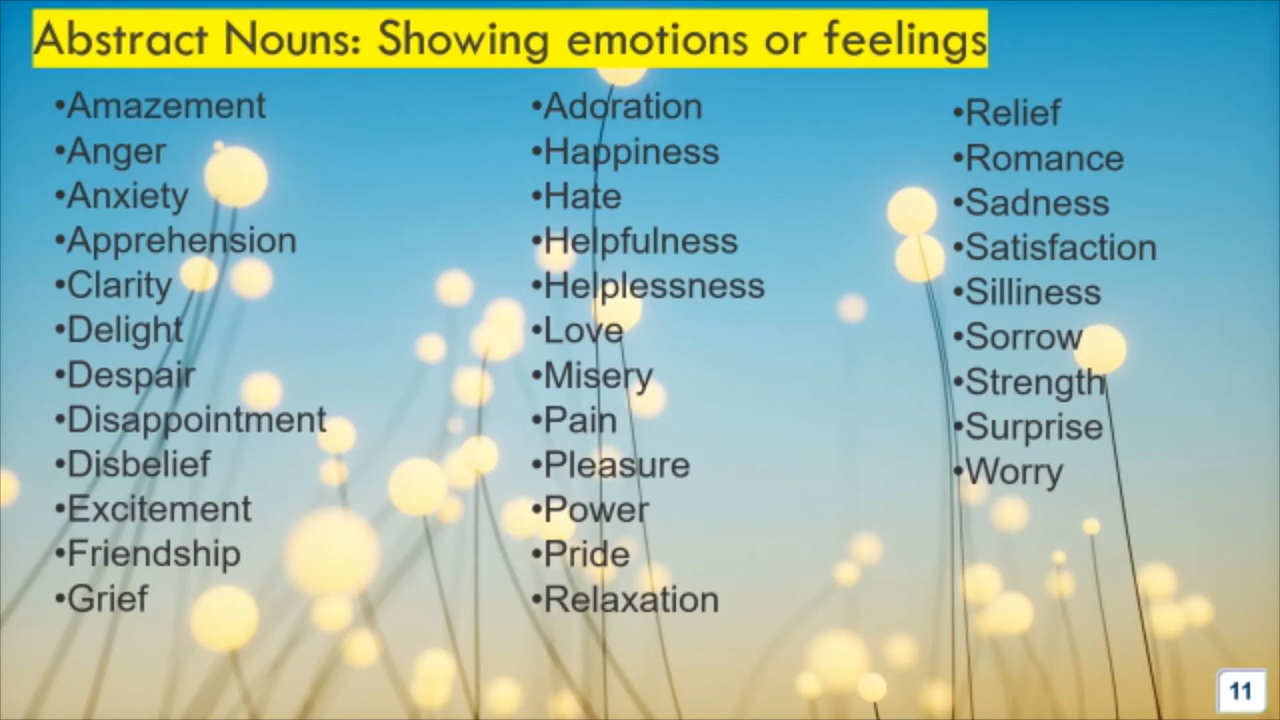 Abstract Nouns: Showing emotions or feelings
•Amazement
•Anger
•Anxiety
•Apprehension
•Clarity
•Delight
•Despair
•Disappointment
•Disbelief
•Excitement
•Friendship
•Grief
•Adoration
•Happiness
•Hate
•Helpfulness
•Helplessness
•Love
•Misery
•Pain
•Pleasure
•Power
•Pride
•Relaxation
•Relief
•Romance
•Sadness
•Satisfaction
•Silliness
•Sorrow
•Strength
•Surprise
•Worry
11